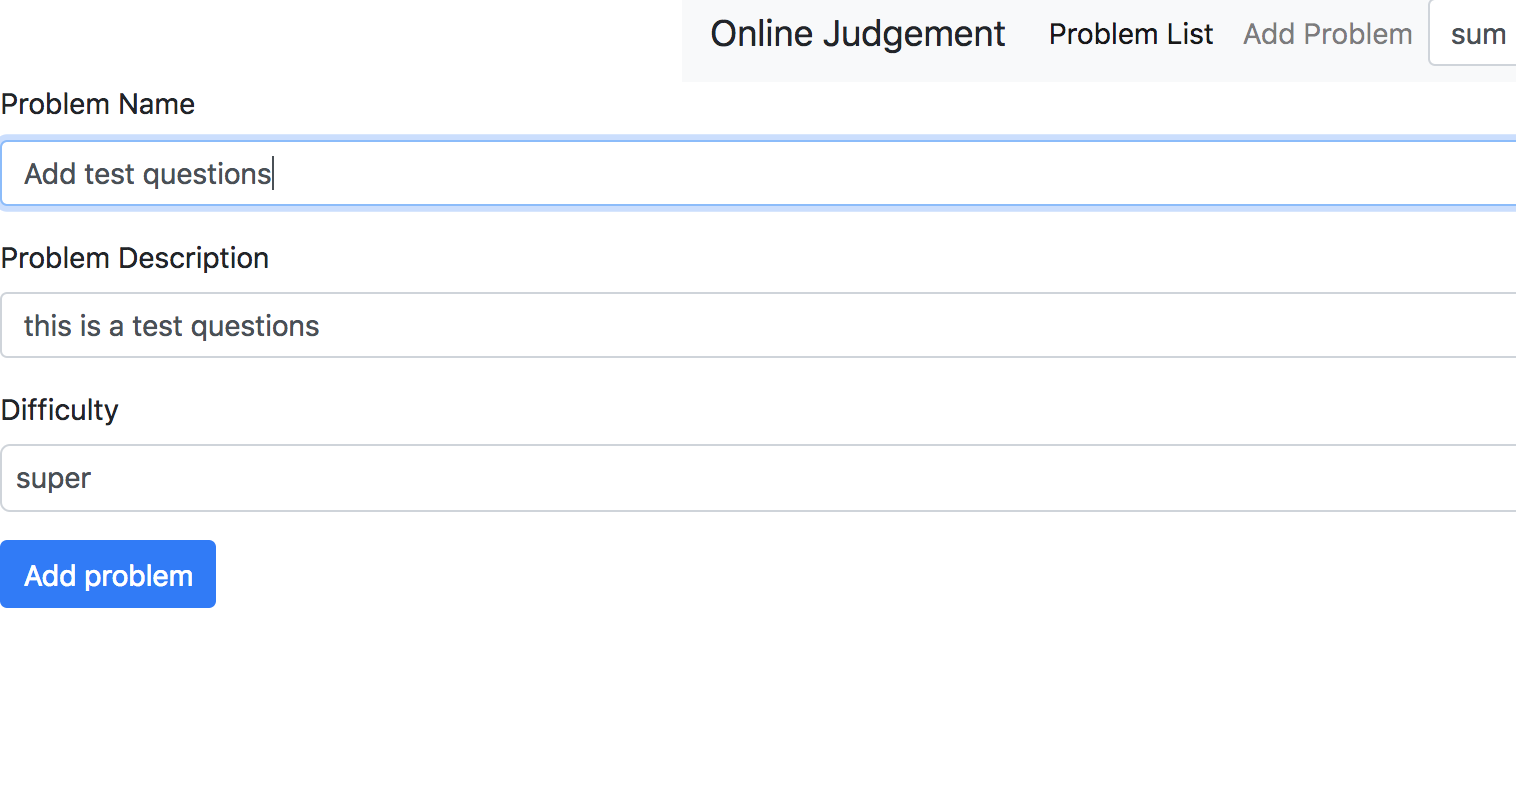 Online Judgement Problem List Add Problem sum
Problem Name
Add test questions
Problem Description
this is a test questions
Difficulty
super
Add problem